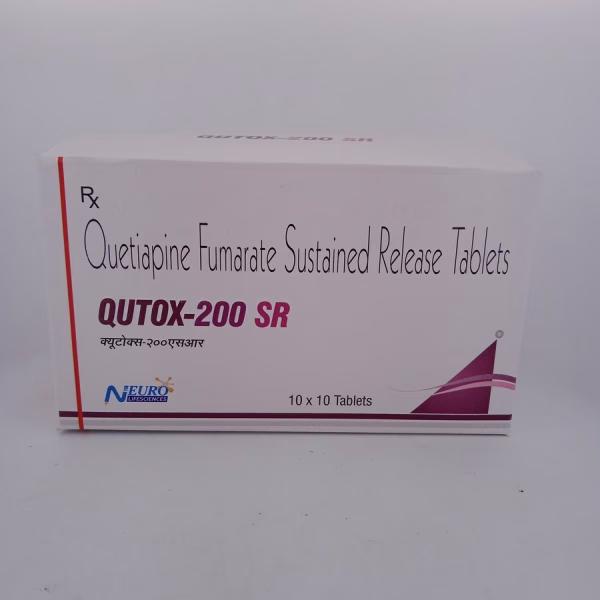 QUTOX-200 SR
Rx
Quetiapine Fumarate Sustained Release Tablets
QUTOX-200 SR
क्यूटोक्स-२००एसआर
NEURO
LIFESCIENCES
10 x 10 Tablets